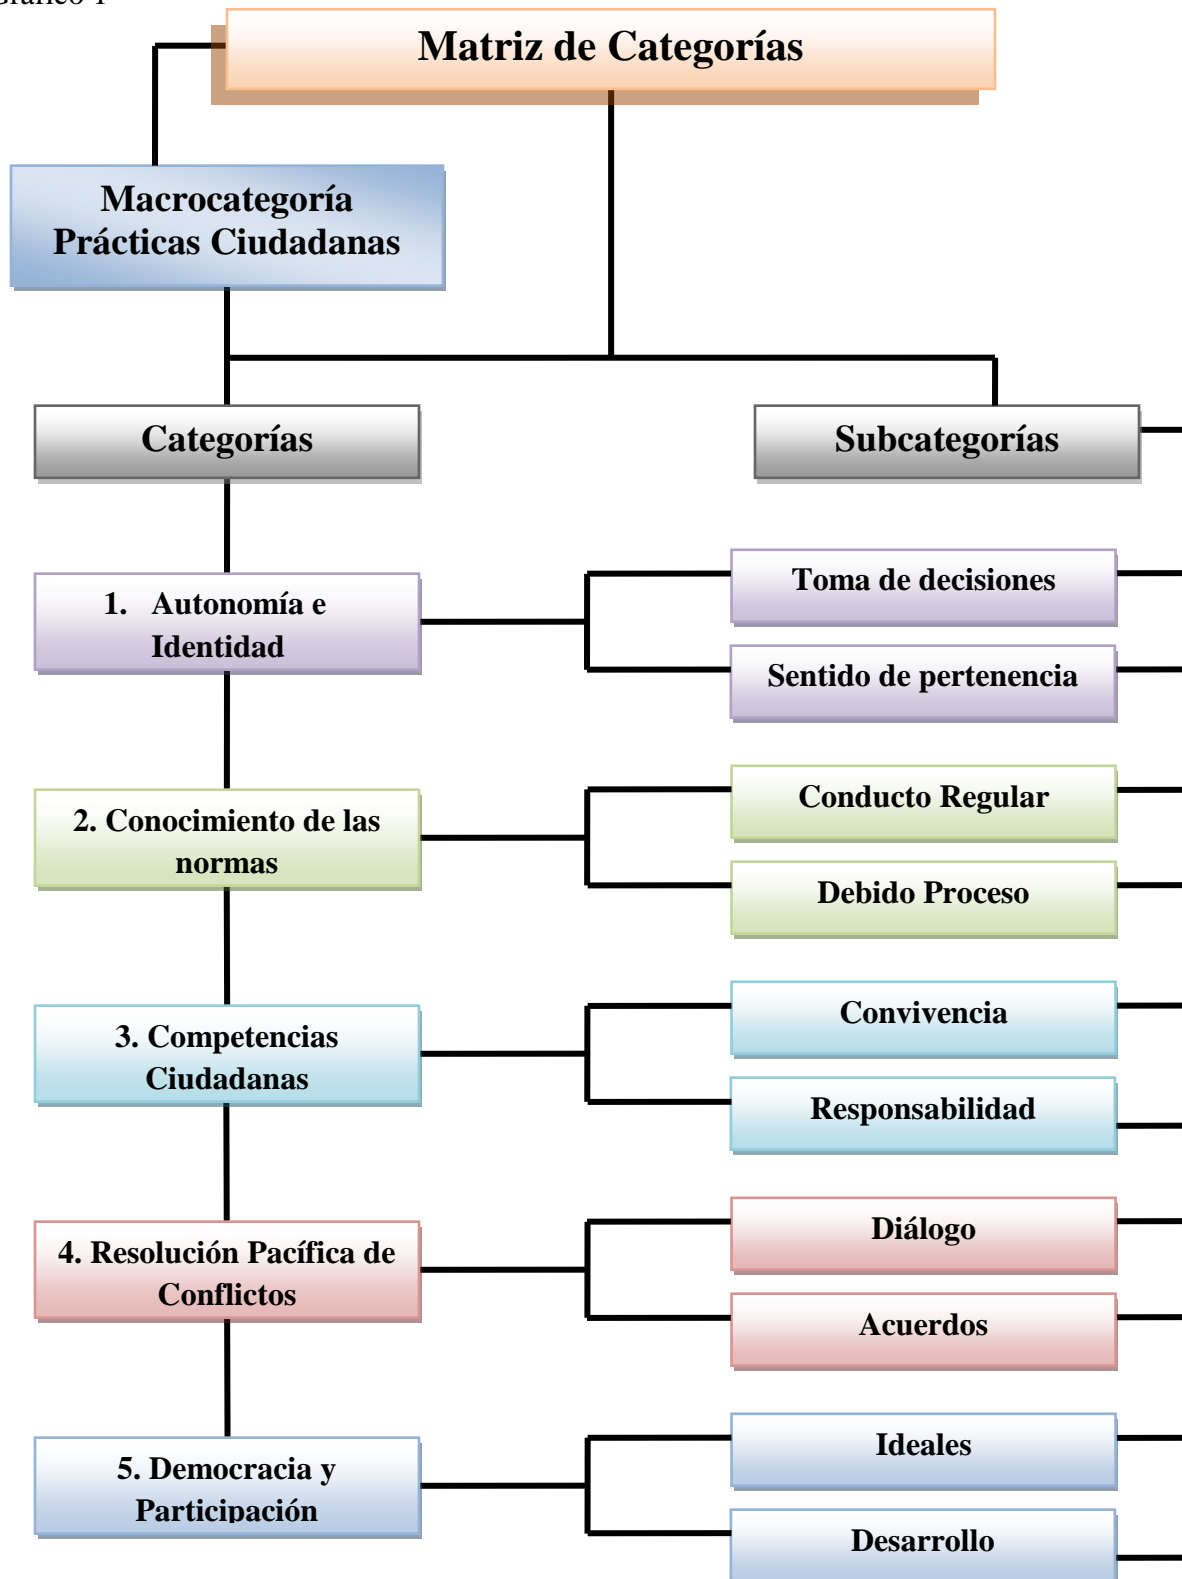 Gráfico 1
Matriz de Categorías
Macrocategoría
Prácticas Ciudadanas
Categorías
Subcategorías
1. Autonomía e
Identidad
Toma de decisiones
Sentido de pertenencia
2. Conocimiento de las
normas
Conducto Regular
Debido Proceso
3. Competencias
Ciudadanas
Convivencia
Responsabilidad
4. Resolución Pacífica de
Conflictos
Diálogo
Acuerdos
5. Democracia y
Participación
Ideales
Desarrollo